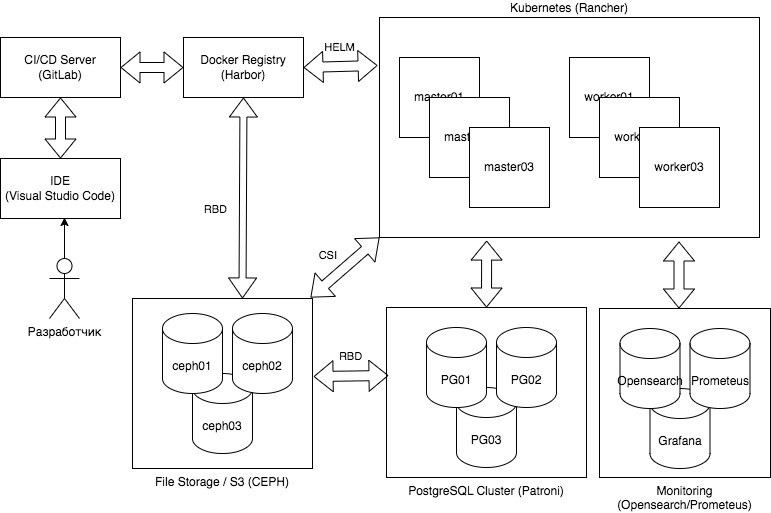 Kubernetes (Rancher)
CI/CD Server
(GitLab)
Docker Registry
(Harbor)
HELM
master01
mast
master03
worker01
work
worker03
IDE
(Visual Studio Code)
RBD
CSI
Разработчик
ceph01
ceph02
ceph03
RBD
PG01
PG02
PG03
Opensearch
Prometeus
Grafana
File Storage / S3 (CEPH)
PostgreSQL Cluster (Patroni)
Monitoring
(Opensearch/Prometeus)